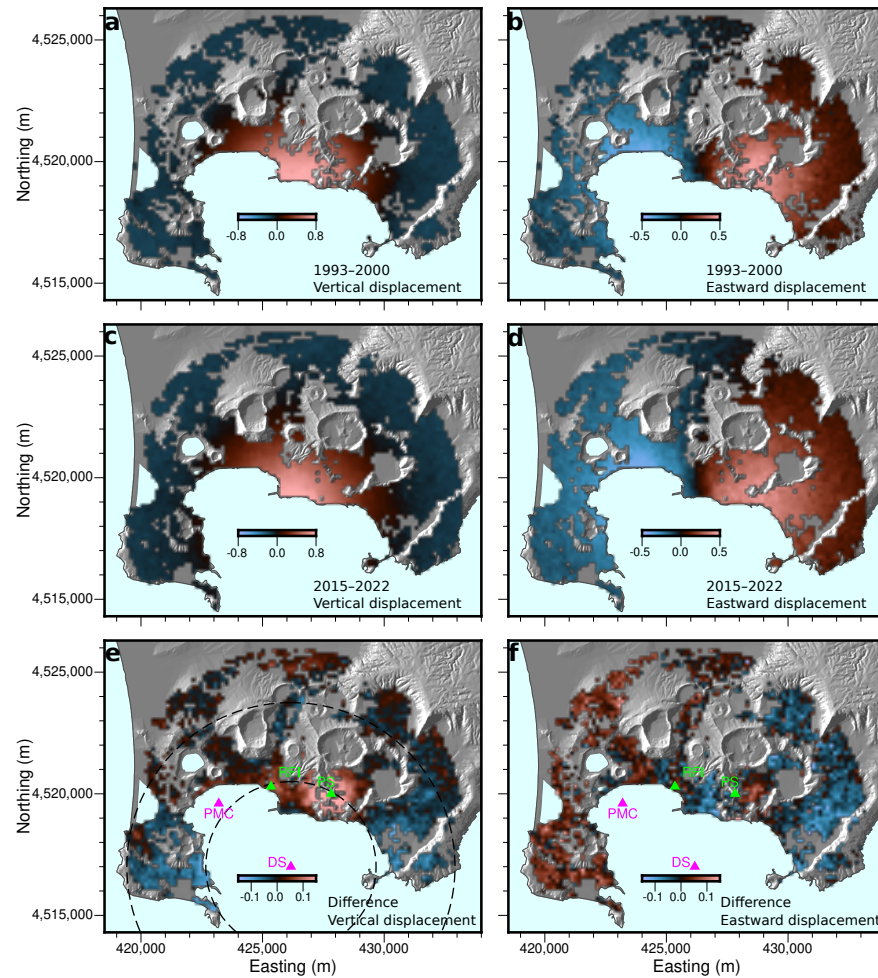 a
b
4,525,000
4,520,000
4,515,000
Northing (m)
-0.8 0.0 0.8
-0.5 0.0 0.5
1993–2000
Vertical displacement
1993–2000
Eastward displacement
c
d
4,525,000
4,520,000
4,515,000
Northing (m)
-0.8 0.0 0.8
-0.5 0.0 0.5
2015–2022
Vertical displacement
2015–2022
Eastward displacement
e
f
4,525,000
4,520,000
4,515,000
Northing (m)
PS
PMC
DS
PS
PMC
DS
-0.1 0.0 0.1
-0.1 0.0 0.1
Difference
Vertical displacement
Difference
Eastward displacement
420,000 425,000 430,000
420,000 425,000 430,000
Easting (m)
Easting (m)